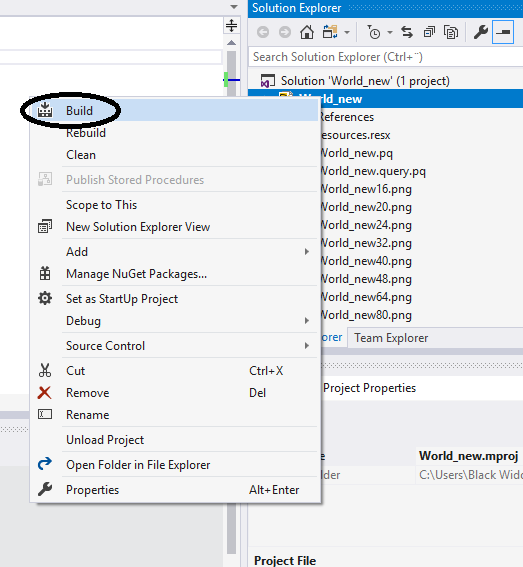 Solution Explorer
Search Solution Explorer (Ctrl+¨)
Solution 'World_new' (1 project)
World_new
References
esources.resx
World_new.pq
World_new.query.pq
World_new16.png
World_new20.png
World_new24.png
World_new32.png
World_new40.png
World_new48.png
World_new64.png
World_new80.png
orer Team Explorer
Project Properties
e World_new.mproj
lder C:\Users\Black Wido
Project File
Build
Rebuild
Clean
Publish Stored Procedures
Scope to This
New Solution Explorer View
Add
Manage NuGet Packages...
Set as StartUp Project
Debug
Source Control
Cut Ctrl+X
Remove Del
Rename
Unload Project
Open Folder in File Explorer
Properties Alt+Enter